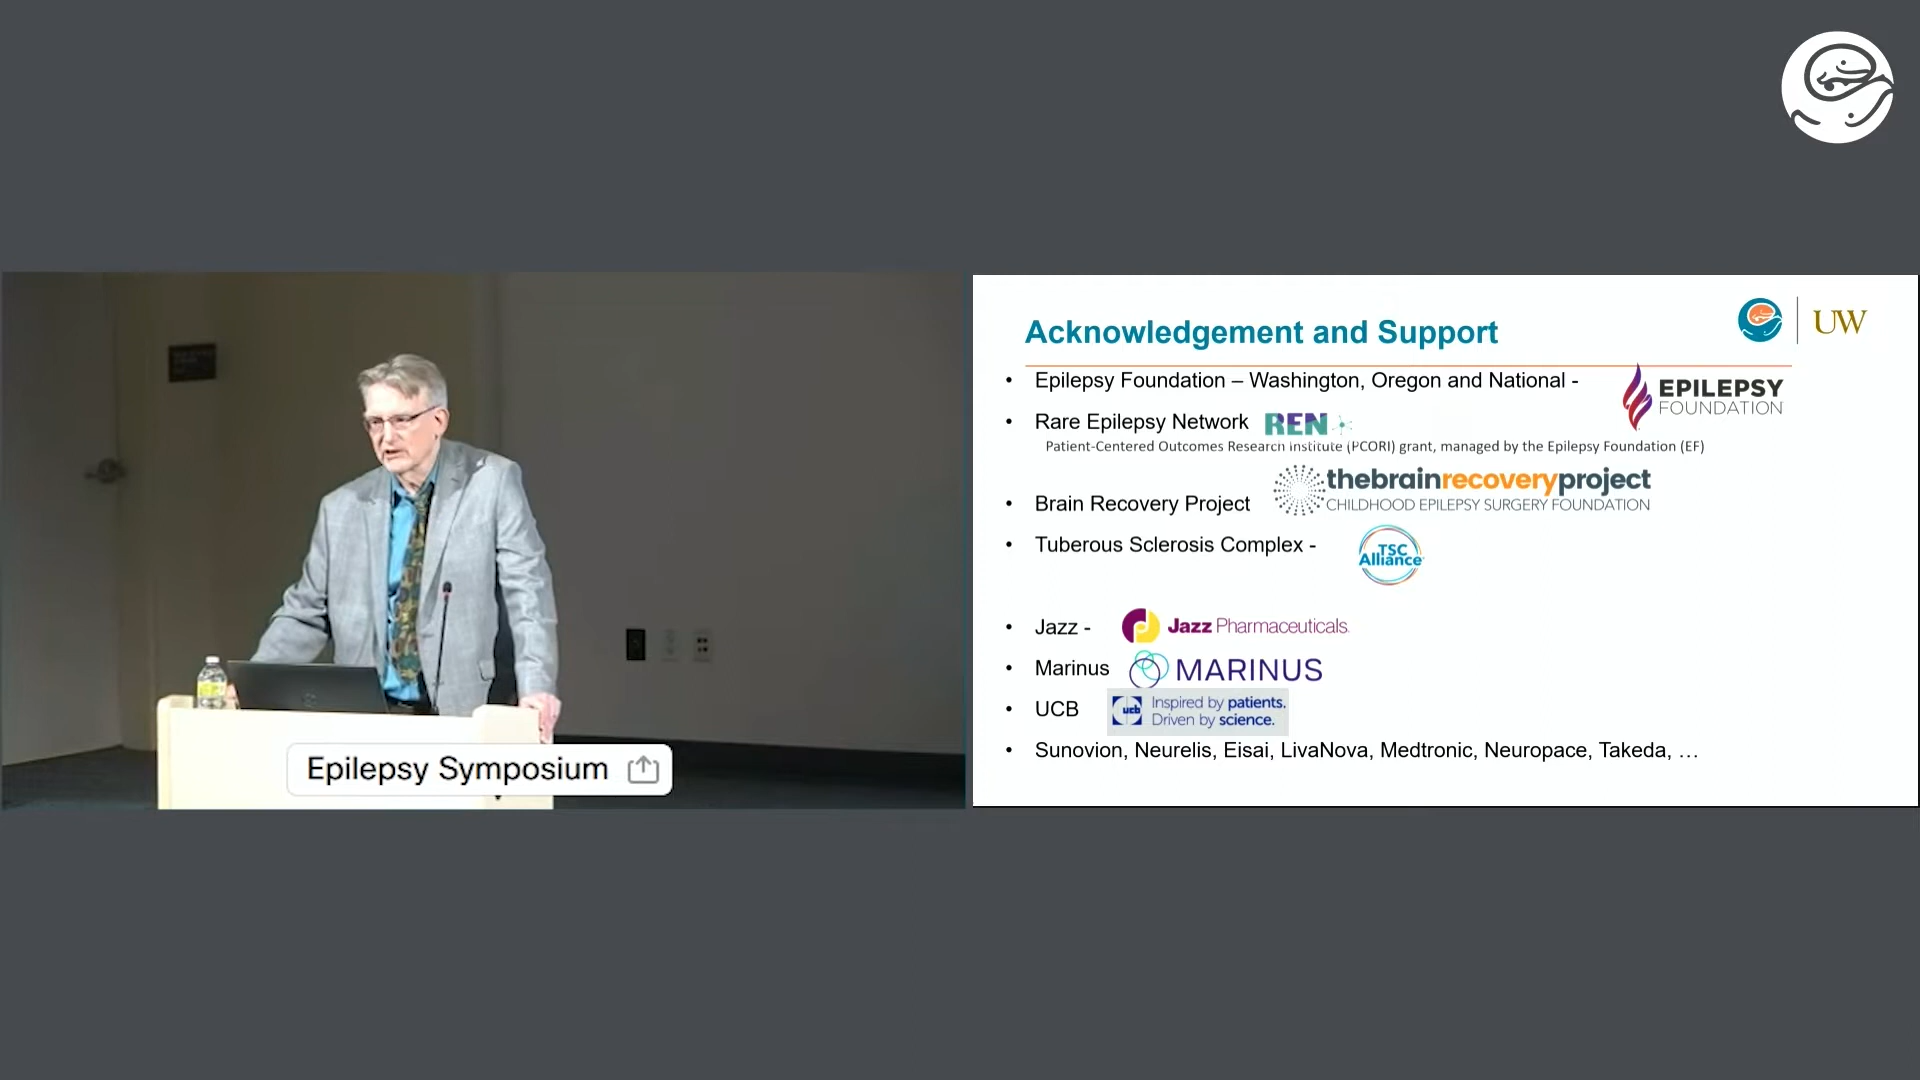 Acknowledgement and Support
UW
• Epilepsy Foundation – Washington, Oregon and National -
EPILEPSY
FOUNDATION
• Rare Epilepsy Network
REN
Patient-Centered Outcomes Research Institute (PCORI) grant, managed by the Epilepsy Foundation (EF)
thebrainrecoveryproject
CHILDHOOD EPILEPSY SURGERY FOUNDATION
• Brain Recovery Project
• Tuberous Sclerosis Complex -
TSC
Alliance
• Jazz -
Jazz Pharmaceuticals.
• Marinus
MARINUS
• UCB
ucb
Inspired by patients.
Driven by science.
• Sunovion, Neurelis, Eisai, LivaNova, Medtronic, Neuropace, Takeda, …
Epilepsy Symposium